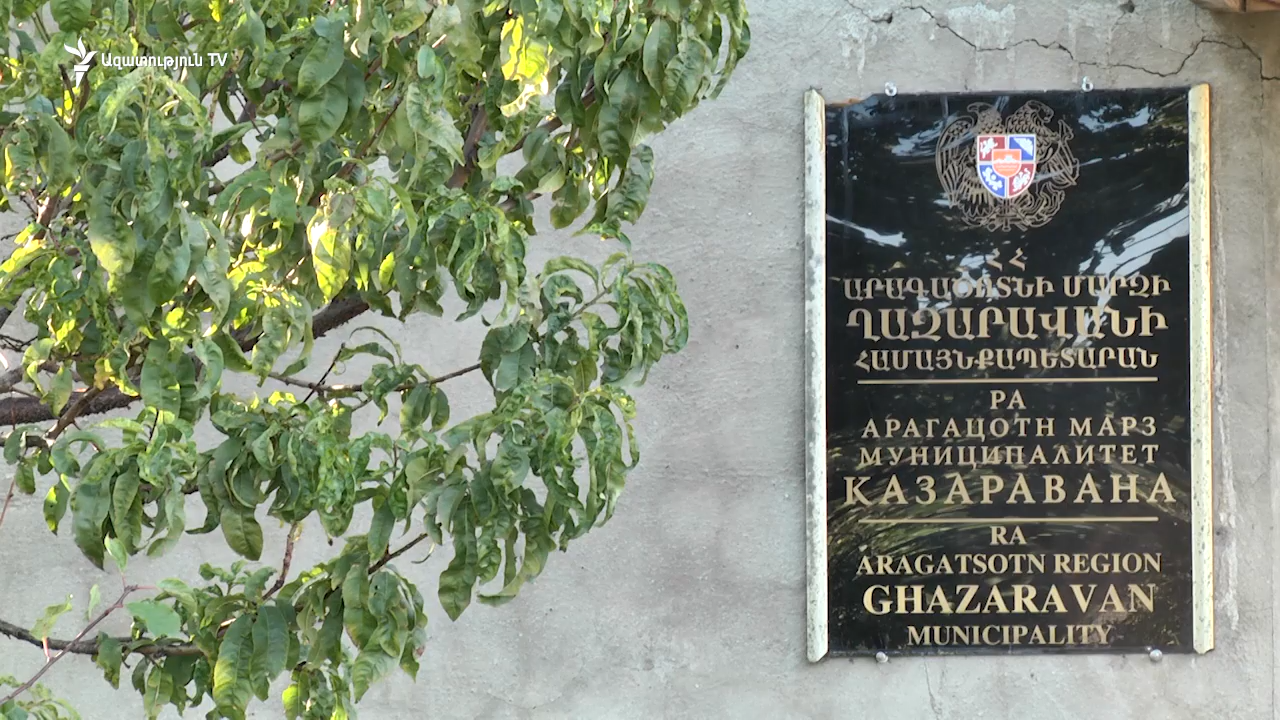 Ազատություն TV
ՀՀ
ԱՐԱԳԱԾՈՏՆԻ ՄԱՐԶԻ
ՂԱԶԱՐԱՎԱՆԻ
ՀԱՄԱՅՆՔԱՊԵՏԱՐԱՆ
РА
АРАГАЦОТН МАРЗ
МУНИЦИПАЛИТЕТ
КАЗАРАВАНА
RA
ARAGATSOTN REGION
GHAZARAVAN
MUNICIPALITY